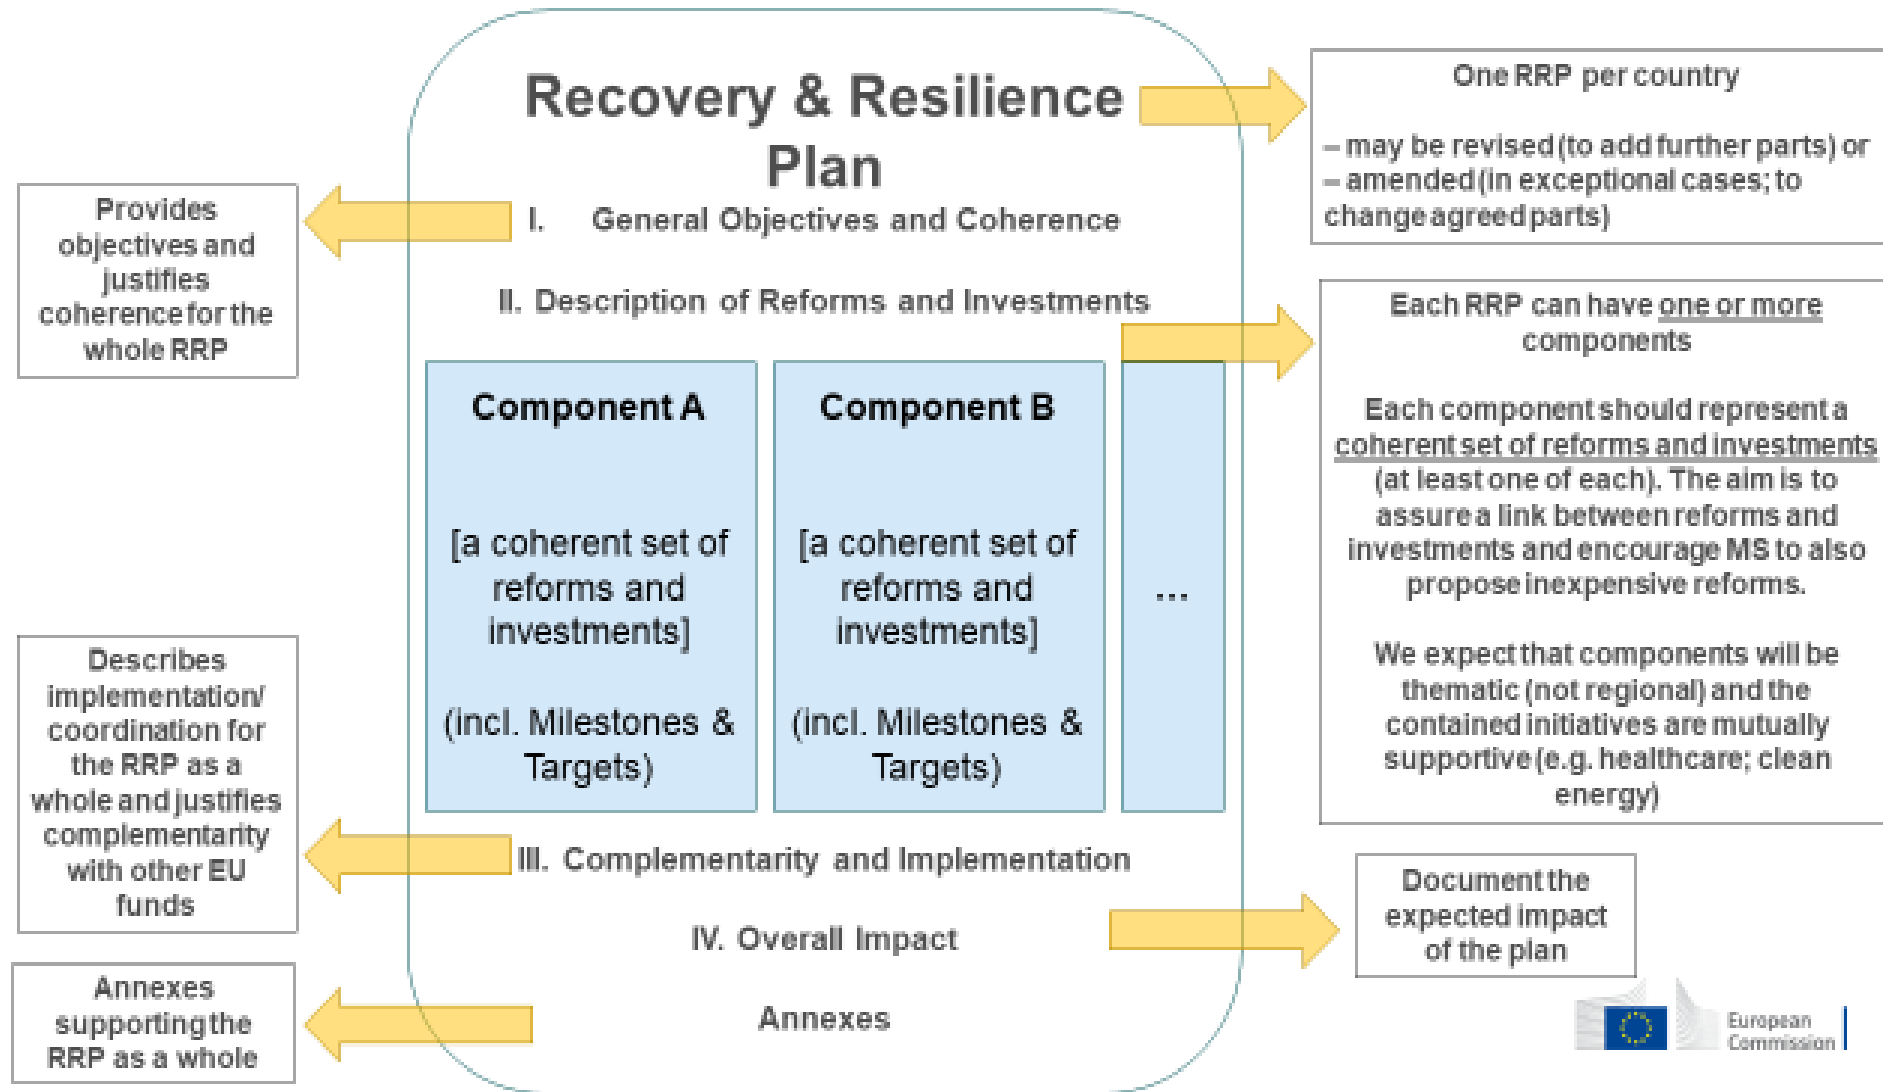 Recovery & Resilience
Plan
I. General Objectives and Coherence
II. Description of Reforms and Investments
Component A
[a coherent set of
reforms and
investments]
(incl. Milestones &
Targets)
Component B
[a coherent set of
reforms and
investments]
(incl. Milestones &
Targets)
...
III. Complementarity and Implementation
IV. Overall Impact
Annexes
Provides
objectives and
justifies
coherence for the
whole RRP
Describes
implementation/
coordination for
the RRP as a
whole and justifies
complementarity
with other EU
funds
Annexes
supporting the
RRP as a whole
One RRP per country
– may be revised (to add further parts) or
– amended (in exceptional cases; to
change agreed parts)
Each RRP can have one or more
components
Each component should represent a
coherent set of reforms and investments
(at least one of each). The aim is to
assure a link between reforms and
investments and encourage MS to also
propose inexpensive reforms.
We expect that components will be
thematic (not regional) and the
contained initiatives are mutually
supportive (e.g. healthcare; clean
energy)
Document the
expected impact
of the plan
European
Commission